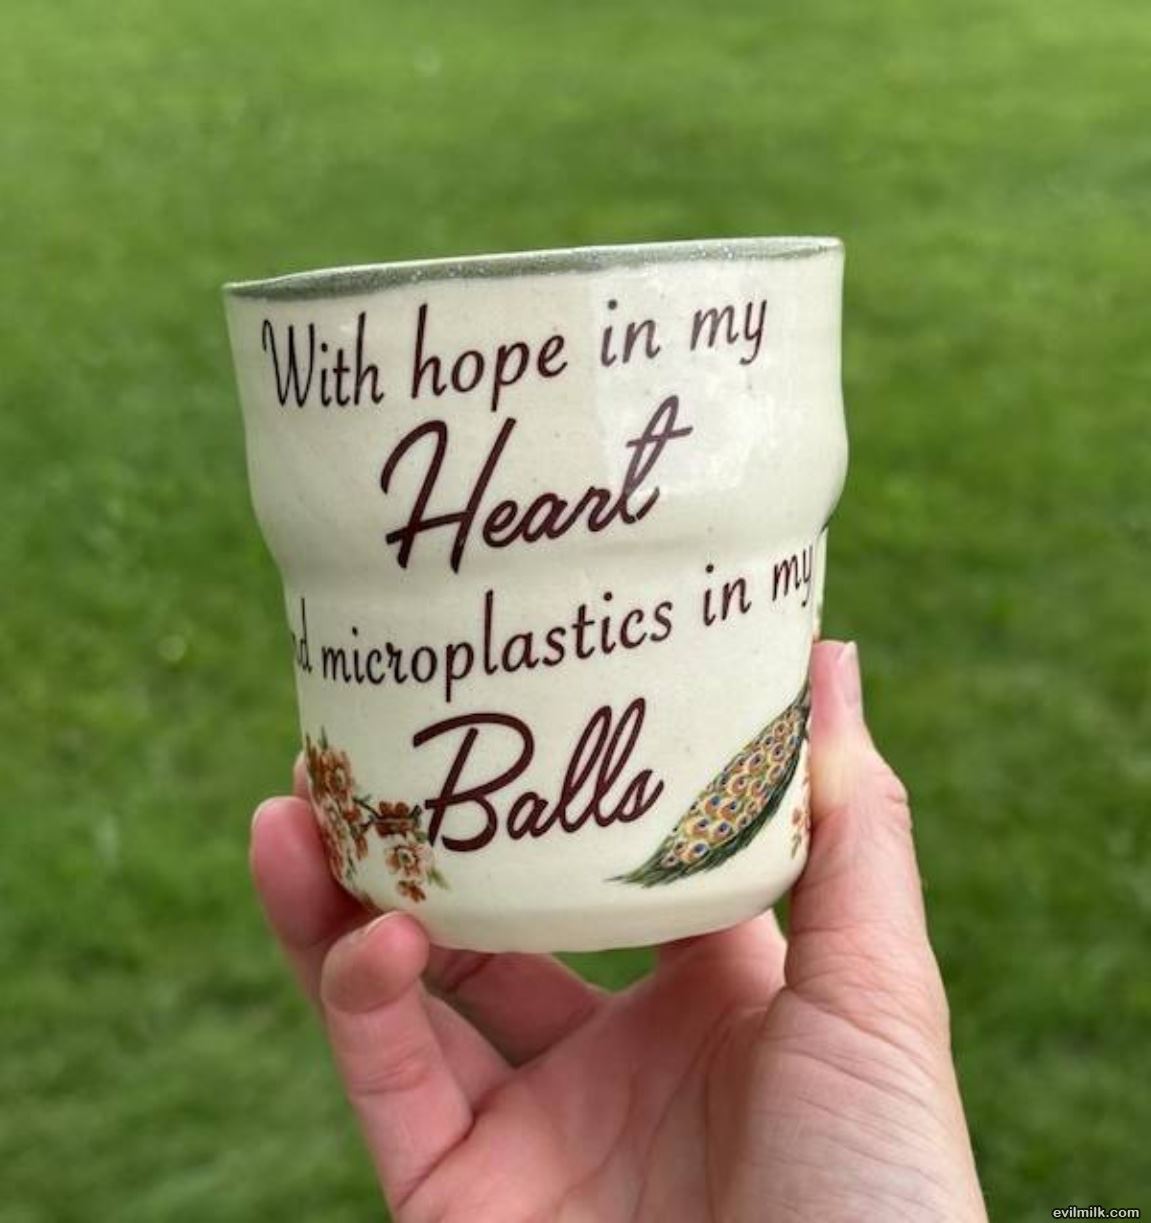 With hope in my
Heart
d microplastics in my
Balls
evilmilk.com